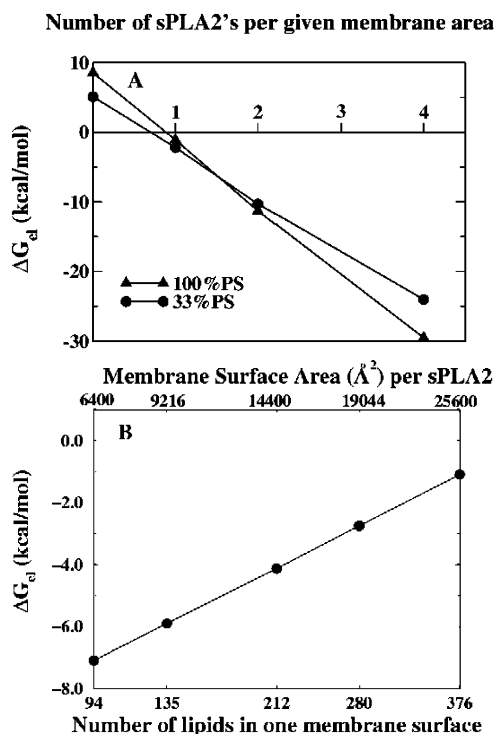 Number of sPLA2's per given membrane area
10
A
1 2 3 4
0
-10
-20
-30
ΔG_el (kcal/mol)
100%PS
33%PS
Membrane Surface Area (Å²) per sPLA2
6400 9216 14400 19044 25600
B
0.0
−2.0
−4.0
−6.0
−8.0
ΔG_el (kcal/mol)
94 135 212 280 376
Number of lipids in one membrane surface